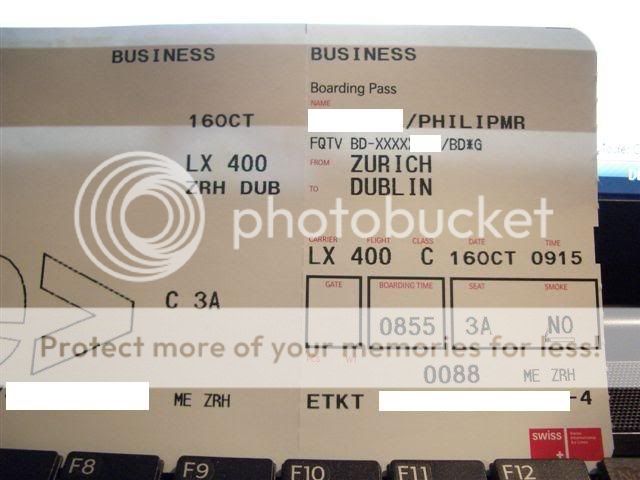 BUSINESS
16OCT
LX 400
ZRH DUB
C 3A
ME ZRH
BUSINESS
Boarding Pass
NAME
/PHILIPMR
FQTV BD-XXXX /BD*G
FROM ZURICH
TO DUBLIN
CARRIER FLIGHT CLASS DATE TIME
LX 400 C 16OCT 0915
GATE BOARDING TIME SEAT SMOKE
0855 3A NO
PCS WT
0088 ME ZRH
ETKT -4
swiss
photobucket
Protect more of your memories for less!
F8 F9 F10 F11 F12